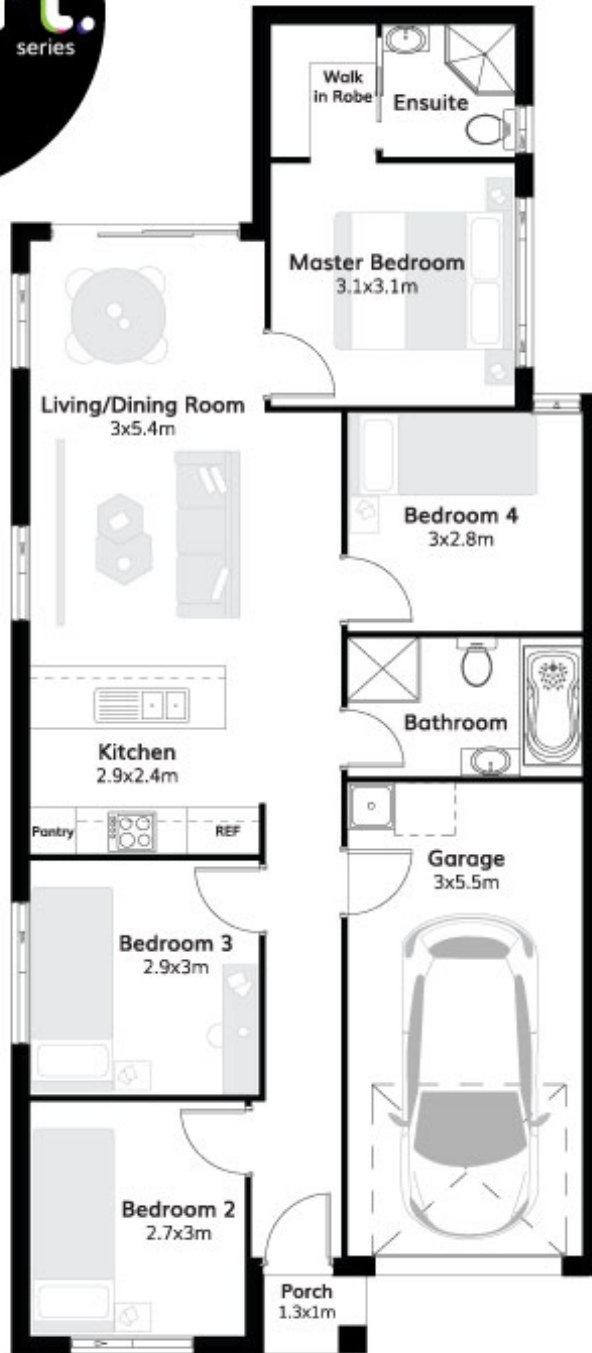 series
Walk
in Robe
Ensuite
Master Bedroom
3.1x3.1m
Living/Dining Room
3x5.4m
Bedroom 4
3x2.8m
Bathroom
Kitchen
2.9x2.4m
Pantry
REF
Garage
3x5.5m
Bedroom 3
2.9x3m
Bedroom 2
2.7x3m
Porch
1.3x1m